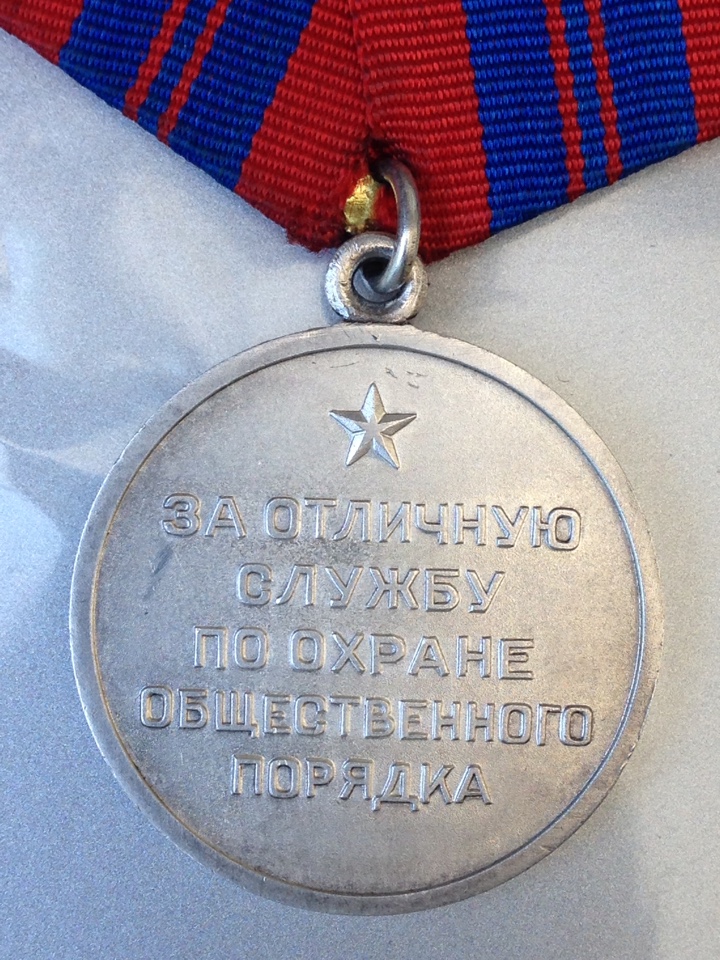 ЗА ОТЛИЧНУЮ
СЛУЖБУ
ПО ОХРАНЕ
ОБЩЕСТВЕННОГО
ПОРЯДКА